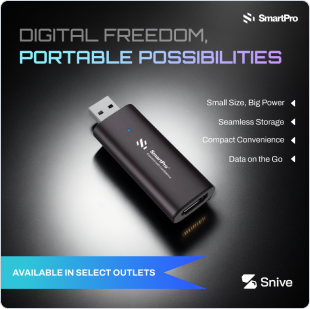 SmartPro
DIGITAL FREEDOM,
PORTABLE POSSIBILITIES
Small Size, Big Power
Seamless Storage
Compact Convenience
Data on the Go
SmartPro
AVAILABLE IN SELECT OUTLETS
Snive